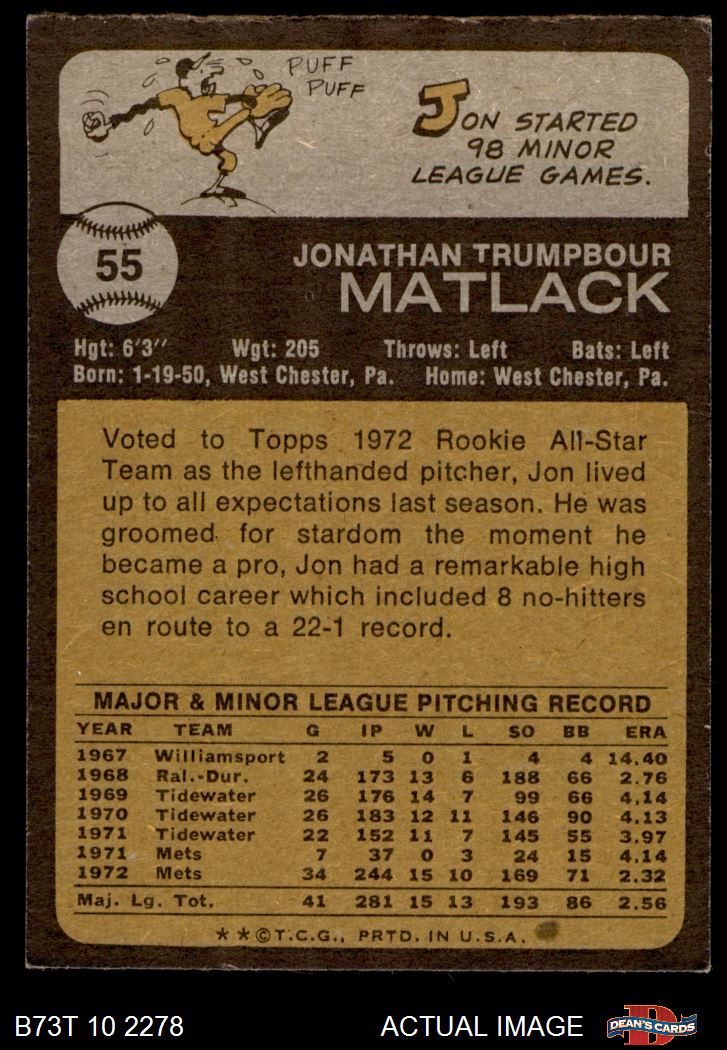 PUFF
PUFF
JON STARTED
98 MINOR
LEAGUE GAMES.
55
JONATHAN TRUMPBOUR
MATLACK
Hgt: 6'3" Wgt: 205 Throws: Left Bats: Left
Born: 1-19-50, West Chester, Pa. Home: West Chester, Pa.
Voted to Topps 1972 Rookie All-Star
Team as the lefthanded pitcher, Jon lived
up to all expectations last season. He was
groomed for stardom the moment he
became a pro, Jon had a remarkable high
school career which included 8 no-hitters
en route to a 22-1 record.
MAJOR & MINOR LEAGUE PITCHING RECORD
YEAR TEAM G IP W L SO BB ERA
1967 Williamsport 2 5 0 1 4 4 14.40
1968 Ral.-Dur. 24 173 13 6 188 66 2.76
1969 Tidewater 26 176 14 7 99 66 4.14
1970 Tidewater 26 183 12 11 146 90 4.13
1971 Tidewater 22 152 11 7 145 55 3.97
1971 Mets 7 37 0 3 24 15 4.14
1972 Mets 34 244 15 10 169 71 2.32
Maj. Lg. Tot. 41 281 15 13 193 86 2.56
**©T.C.G., PRTD. IN U.S.A.
B73T 10 2278 ACTUAL IMAGE D DEAN'S CARDS